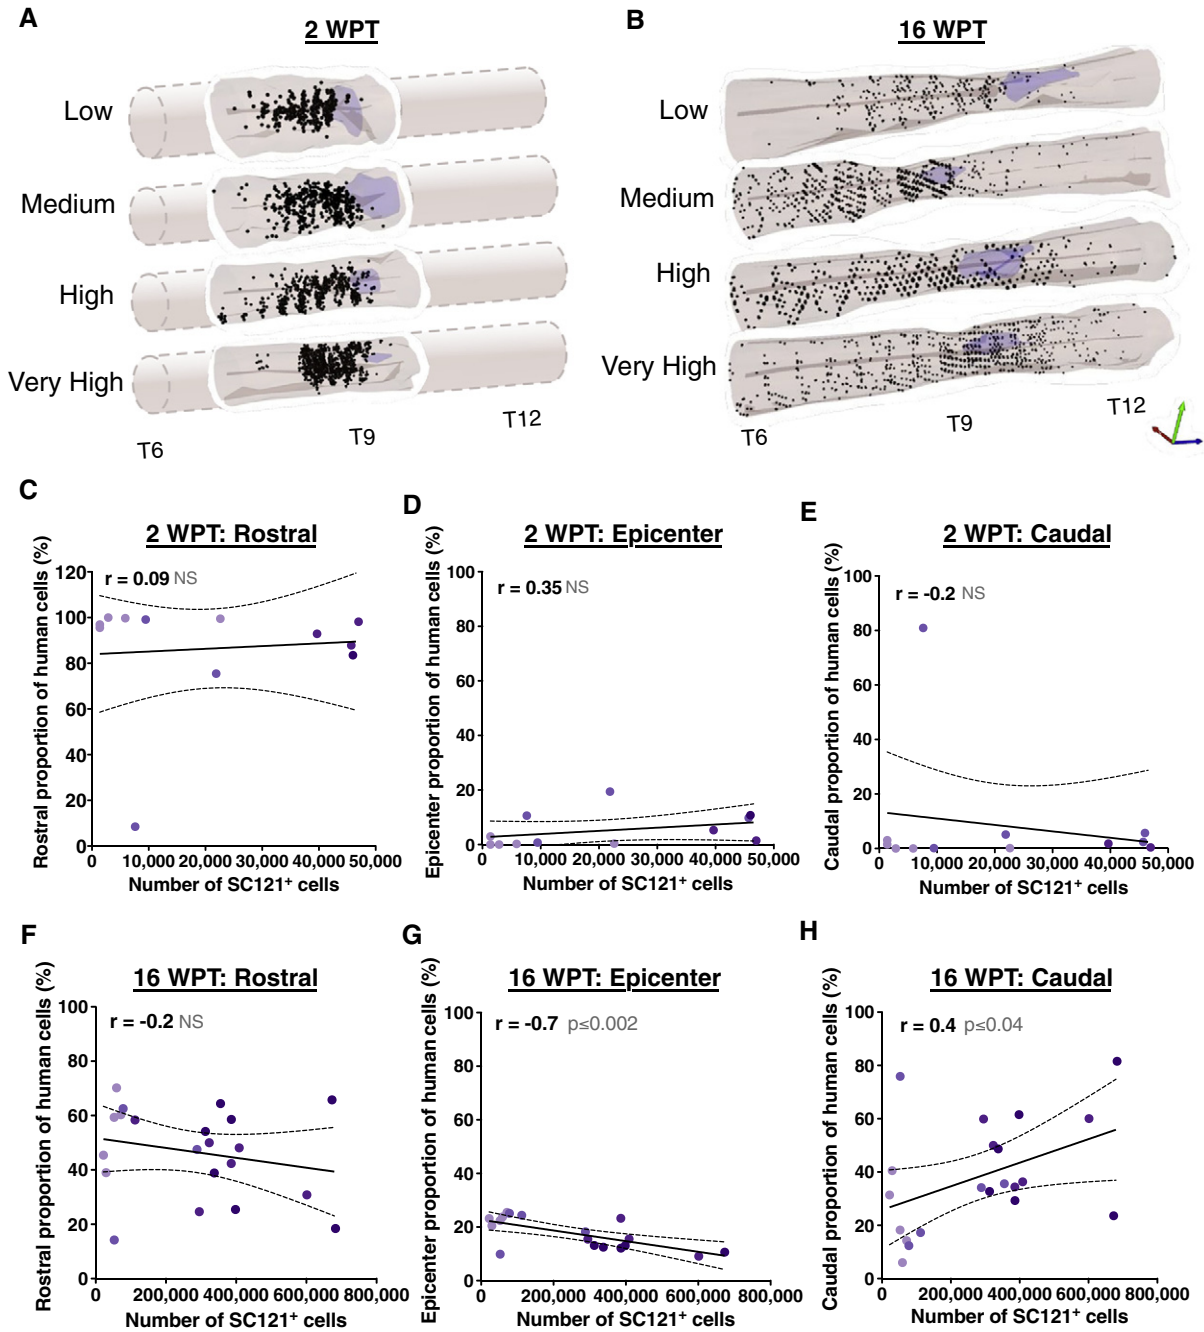 A
2 WPT
Low
Medium
High
Very High
T6
T9
T12
B
16 WPT
Low
Medium
High
Very High
T6
T9
T12
C
2 WPT: Rostral
Rostral proportion of human cells (%)
r = 0.09 NS
120
100
80
60
40
20
0
0 10,000 20,000 30,000 40,000 50,000
Number of SC121+ cells
D
2 WPT: Epicenter
Epicenter proportion of human cells (%)
r = 0.35 NS
100
80
60
40
20
0
0 10,000 20,000 30,000 40,000 50,000
Number of SC121+ cells
E
2 WPT: Caudal
Caudal proportion of human cells (%)
r = -0.2 NS
100
80
60
40
20
0
0 10,000 20,000 30,000 40,000 50,000
Number of SC121+ cells
F
16 WPT: Rostral
Rostral proportion of human cells (%)
r = -0.2 NS
100
80
60
40
20
0
0 200,000 400,000 600,000 800,000
Number of SC121+ cells
G
16 WPT: Epicenter
Epicenter proportion of human cells (%)
r = -0.7 p≤0.002
100
80
60
40
20
0
0 200,000 400,000 600,000 800,000
Number of SC121+ cells
H
16 WPT: Caudal
Caudal proportion of human cells (%)
r = 0.4 p≤0.04
100
80
60
40
20
0
0 200,000 400,000 600,000 800,000
Number of SC121+ cells